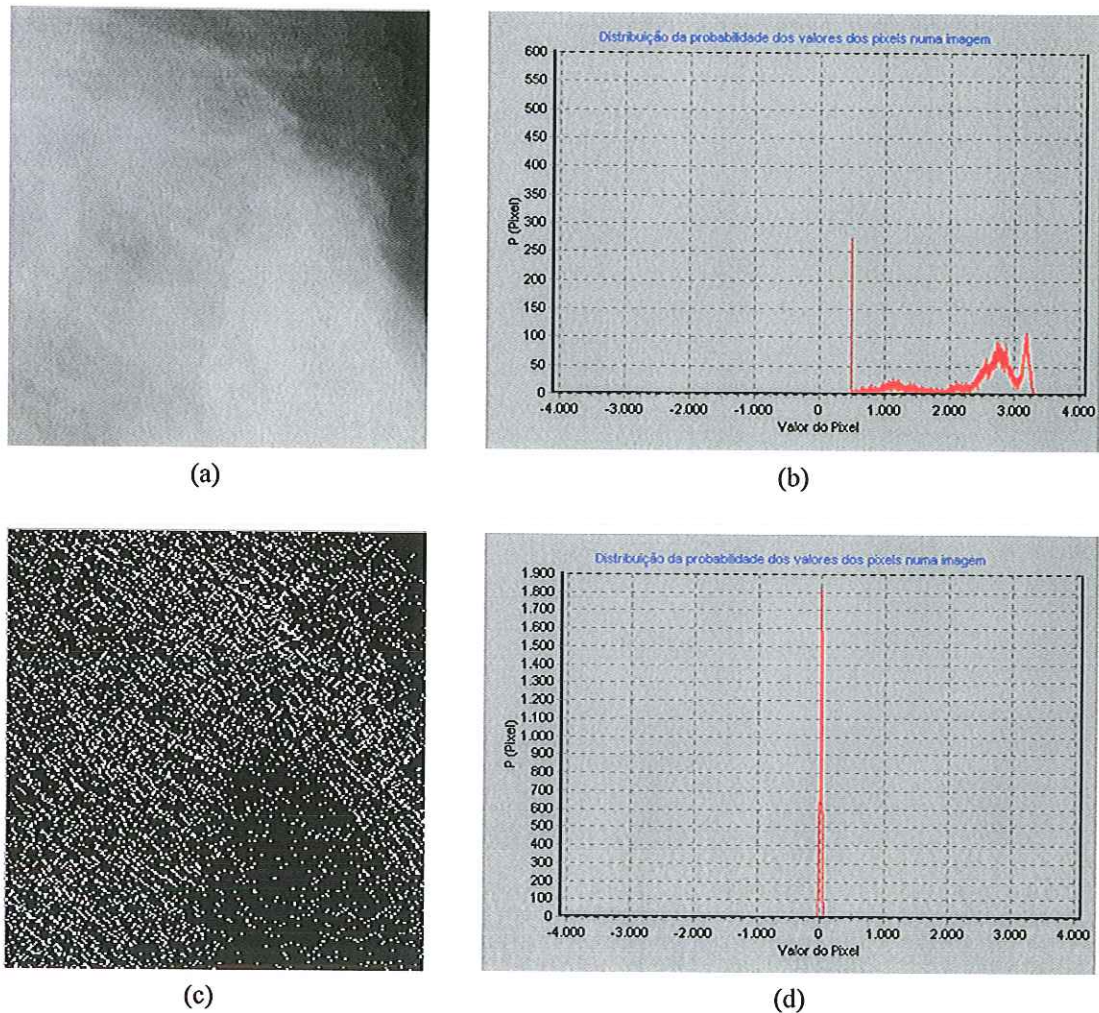 Distribuição da probabilidade dos valores dos pixels numa imagem
600
550
500
450
400
350
300
250
200
150
100
50
0
P (Pixel)
-4.000 -3.000 -2.000 -1.000 0 1.000 2.000 3.000 4.000
Valor do Pixel
(a)
(b)
Distribuição da probabilidade dos valores dos pixels numa imagem
1.900
1.800
1.700
1.600
1.500
1.400
1.300
1.200
1.100
1.000
900
800
700
600
500
400
300
200
100
0
P (Pixel)
-4.000 -3.000 -2.000 -1.000 0 1.000 2.000 3.000 4.000
Valor do Pixel
(c)
(d)